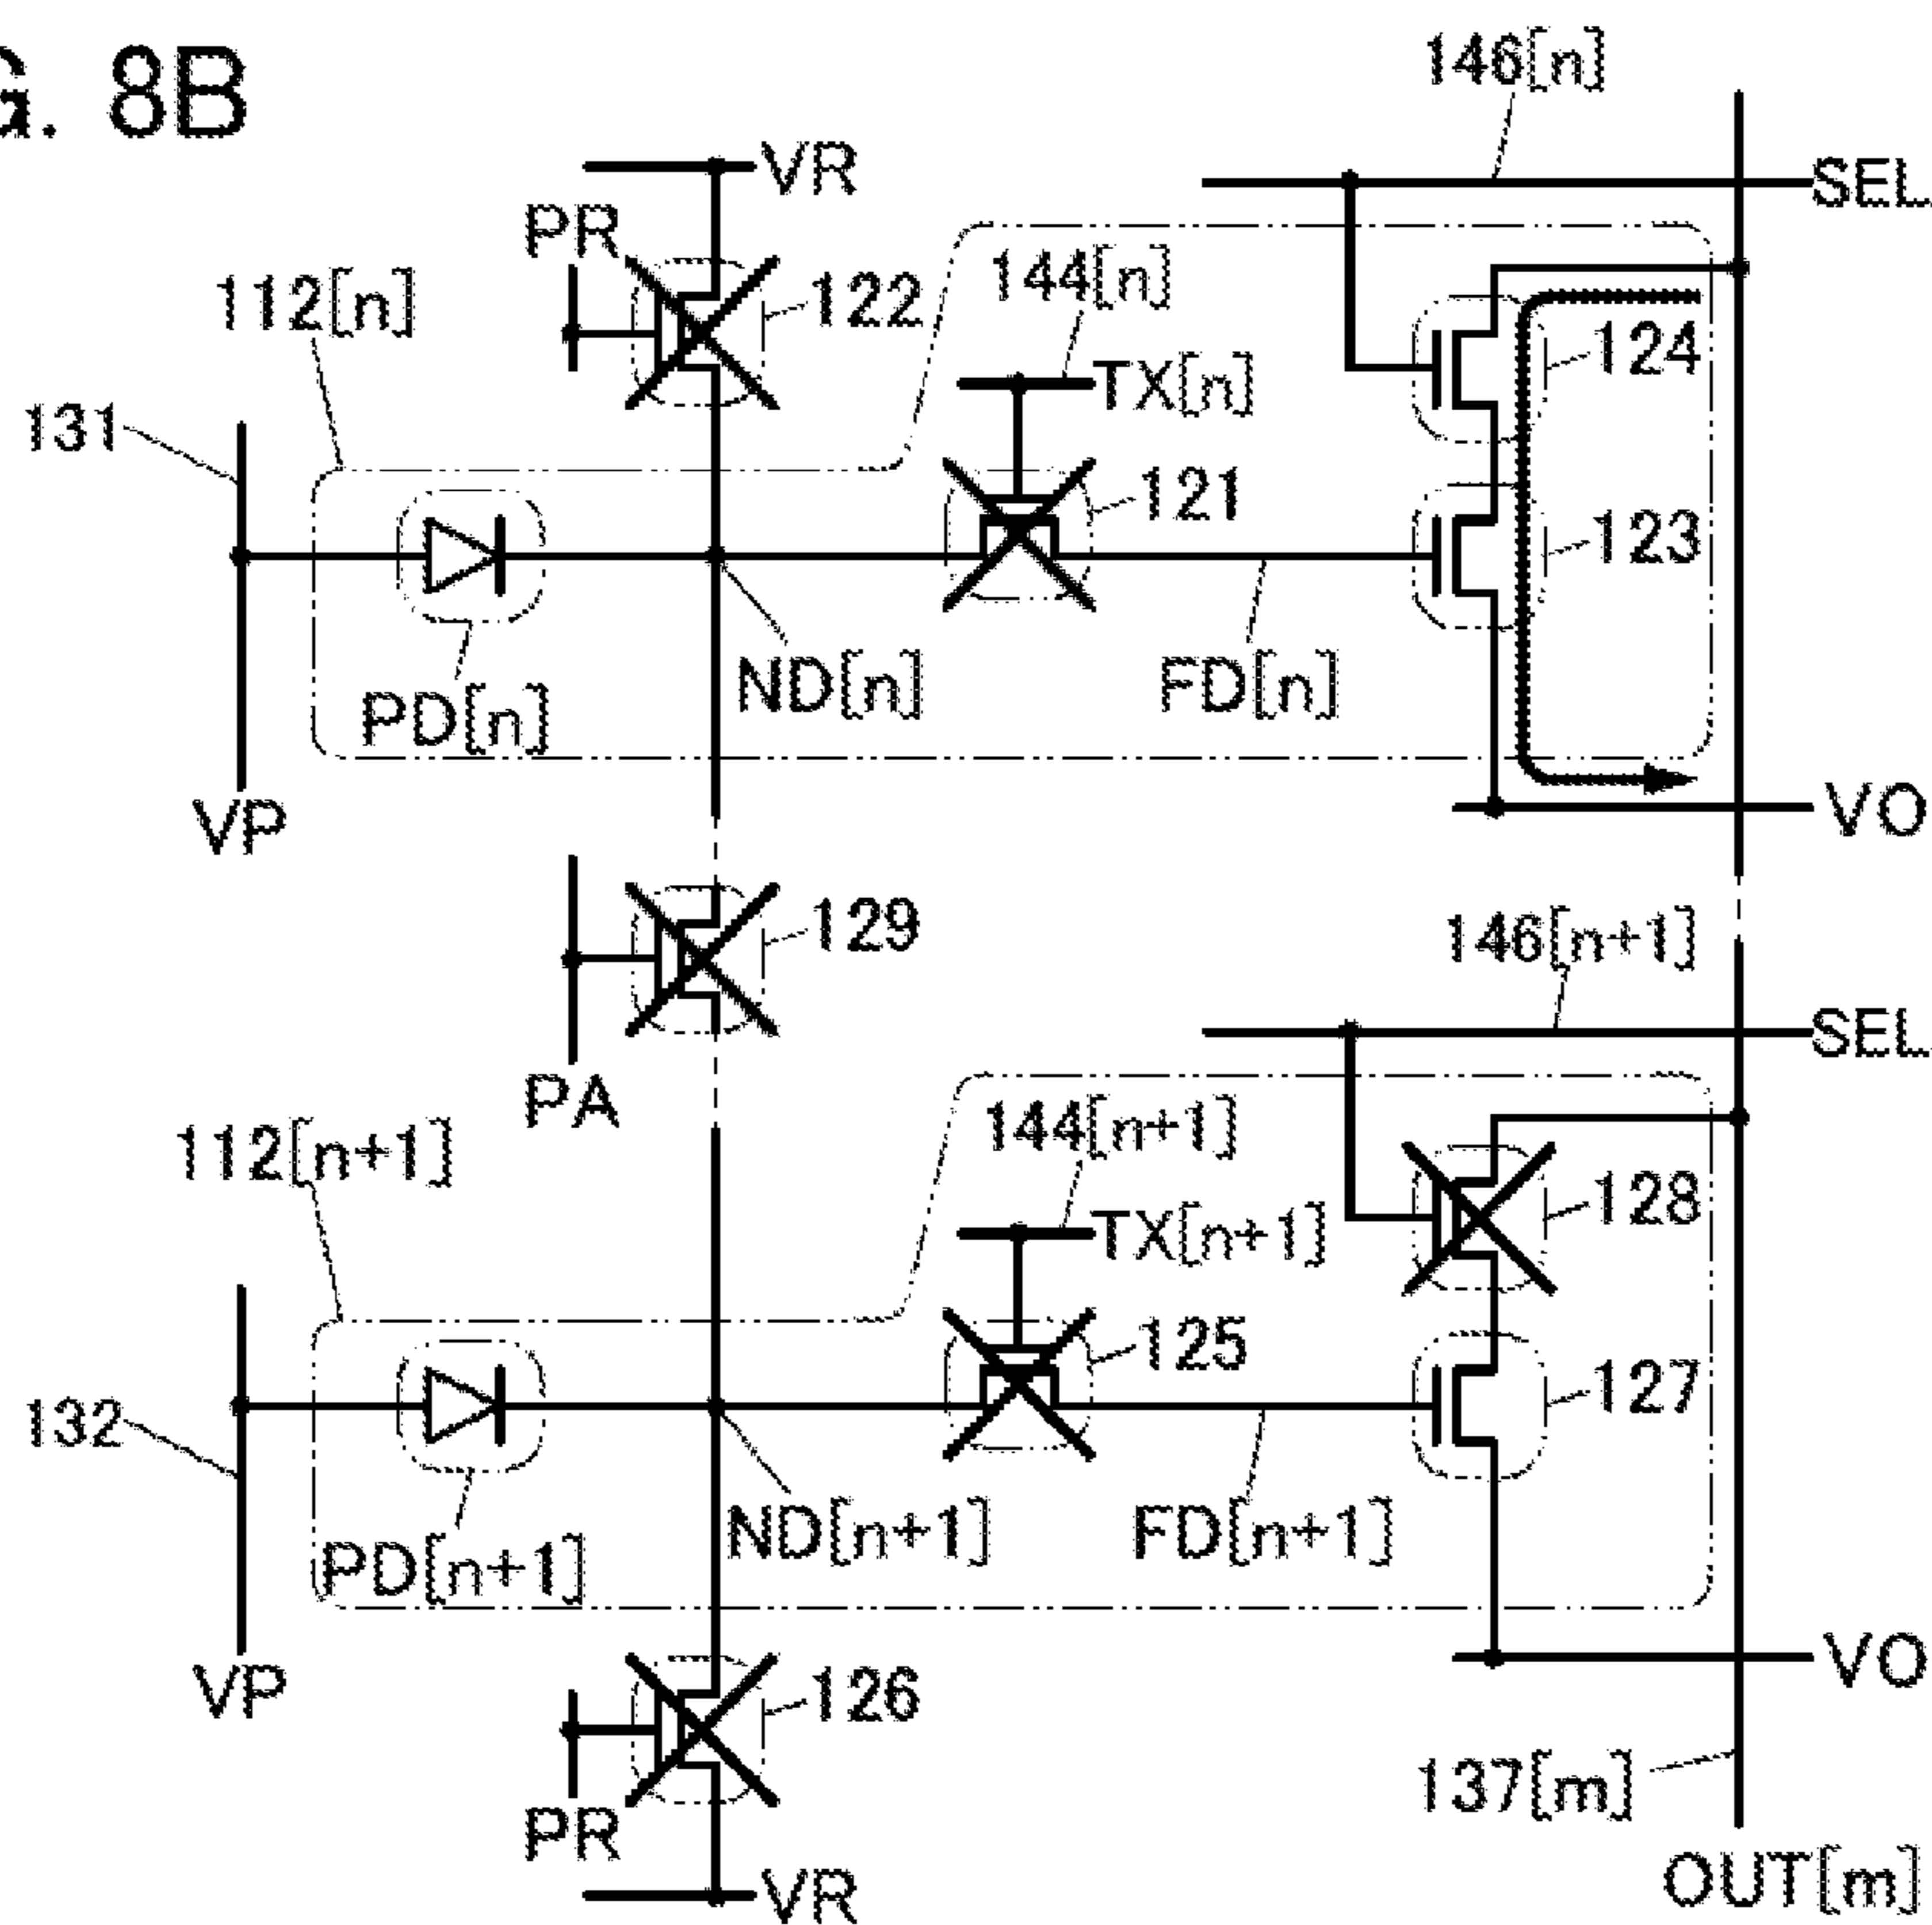 G. 8B
146[n]
VR
SEL
PR
112[n]
122
144[n]
124
131
TX[n]
121
123
PD[n]
ND[n]
FD[n]
VP
VO
129
146[n+1]
SEL
PA
112[n+1]
144[n+1]
128
TX[n+1]
125
127
132
ND[n+1]
FD[n+1]
PD[n+1]
VP
126
VO
137[m]
PR
VR
OUT[m]